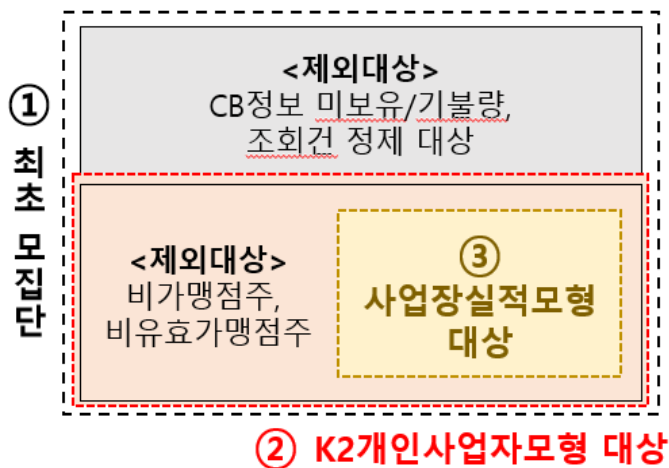 ① 최초 모집단
<제외대상>
CB정보 미보유/기불량,
조회건 정제 대상
<제외대상>
비가맹점주,
비유효가맹점주
③
사업장실적모형
대상
② K2개인사업자모형 대상